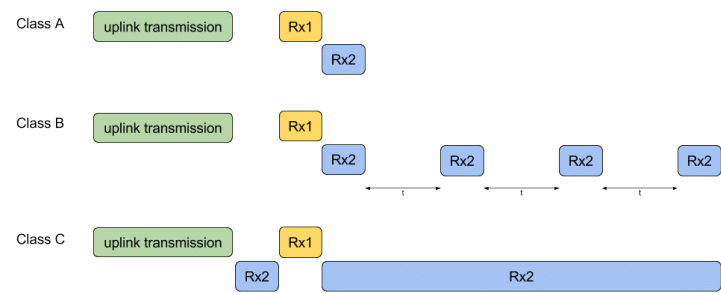 Class A
uplink transmission
Rx1
Rx2
Class B
uplink transmission
Rx1
Rx2
Rx2
Rx2
Rx2
t
t
t
Class C
uplink transmission
Rx1
Rx2
Rx2